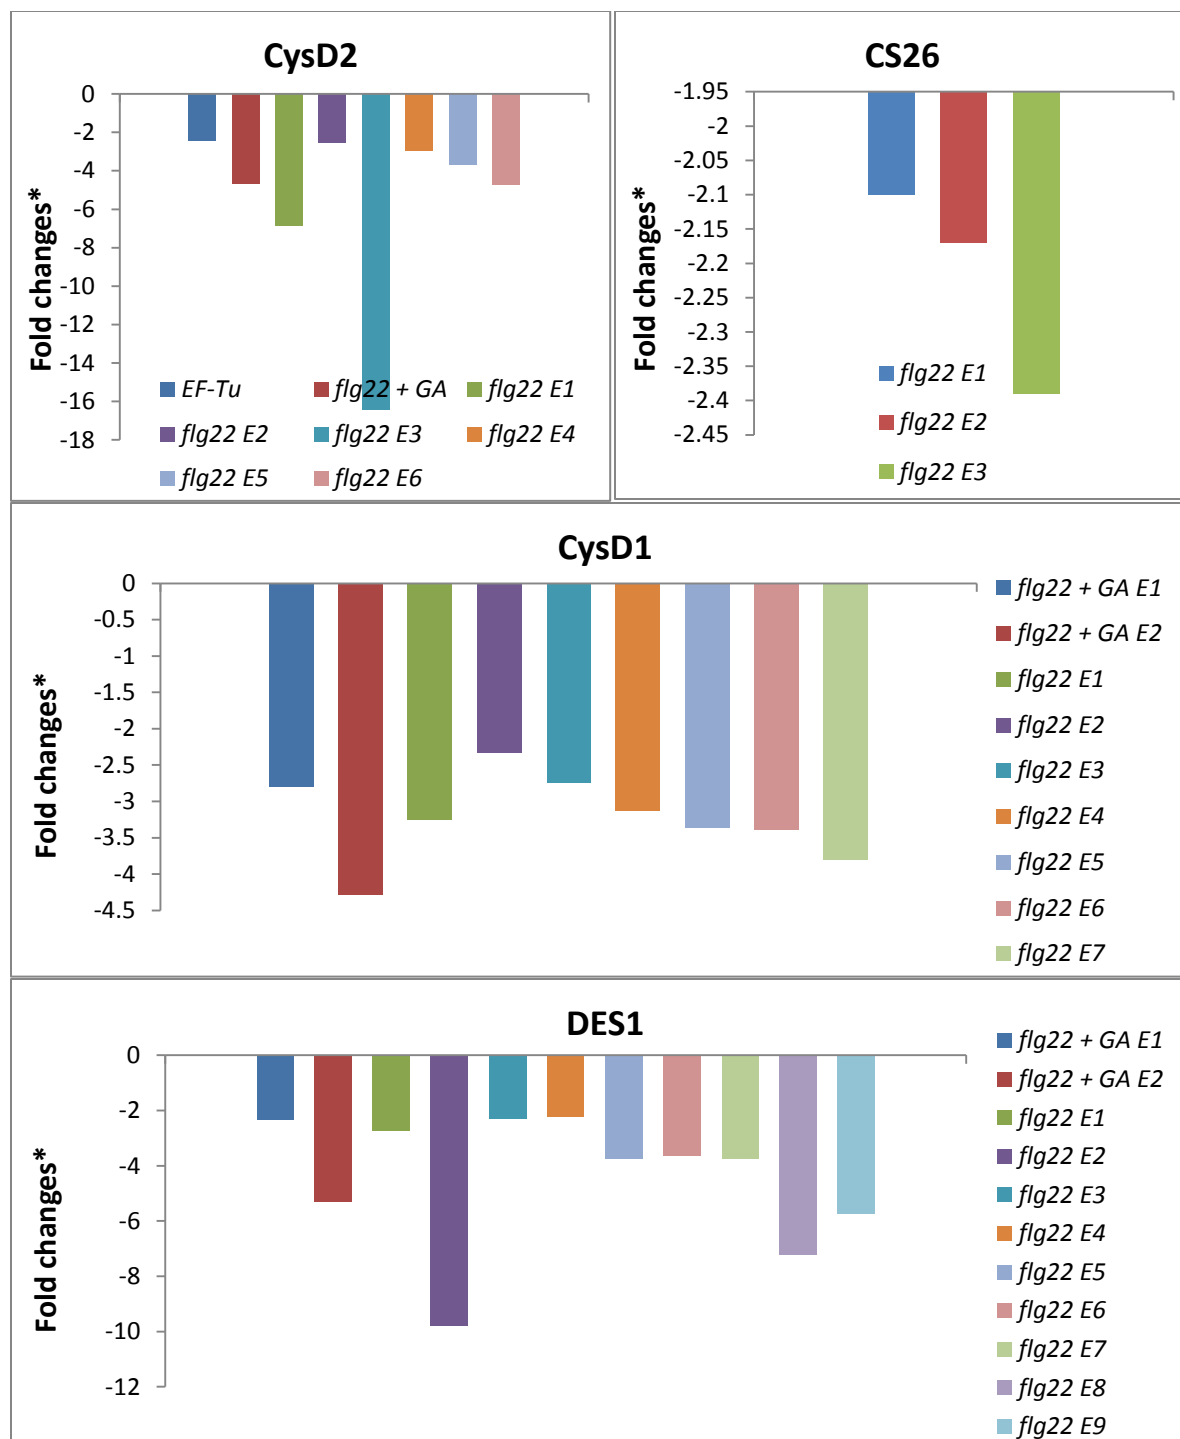 CysD2
Fold changes*
0
-2
-4
-6
-8
-10
-12
-14
-16
-18
EF-Tu flg22 + GA flg22 E1
flg22 E2 flg22 E3 flg22 E4
flg22 E5 flg22 E6
CS26
Fold changes*
-1.95
-2
-2.05
-2.1
-2.15
-2.2
-2.25
-2.3
-2.35
-2.4
-2.45
flg22 E1
flg22 E2
flg22 E3
CysD1
Fold changes*
0
-0.5
-1
-1.5
-2
-2.5
-3
-3.5
-4
-4.5
flg22 + GA E1
flg22 + GA E2
flg22 E1
flg22 E2
flg22 E3
flg22 E4
flg22 E5
flg22 E6
flg22 E7
DES1
Fold changes*
0
-2
-4
-6
-8
-10
-12
flg22 + GA E1
flg22 + GA E2
flg22 E1
flg22 E2
flg22 E3
flg22 E4
flg22 E5
flg22 E6
flg22 E7
flg22 E8
flg22 E9